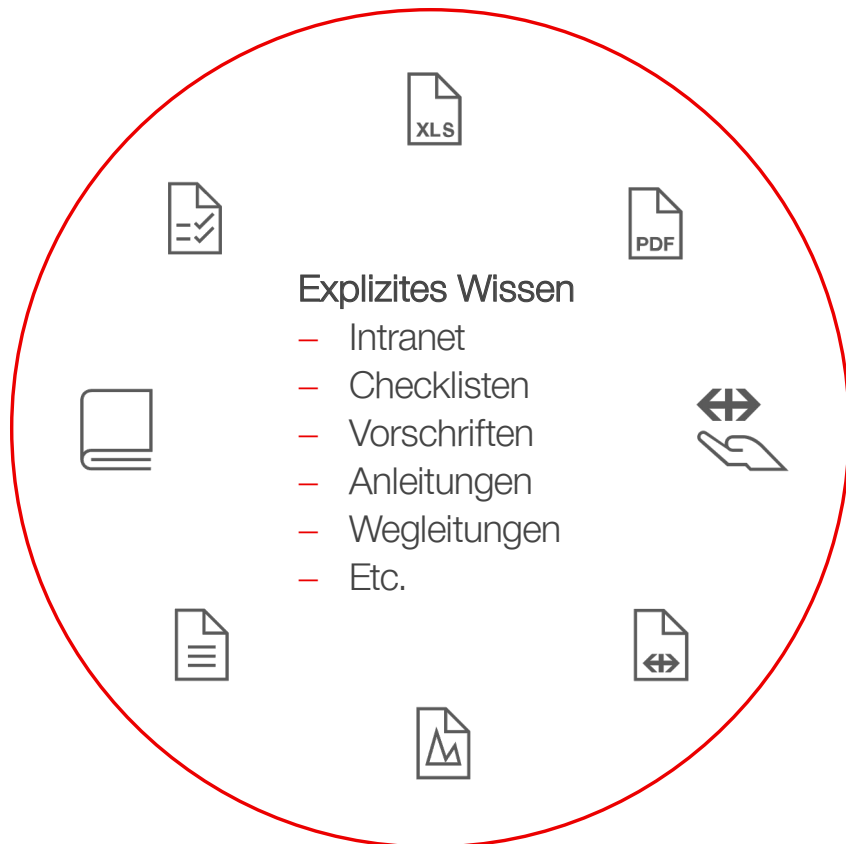 XLS
PDF
Explizites Wissen
– Intranet
– Checklisten
– Vorschriften
– Anleitungen
– Wegleitungen
– Etc.